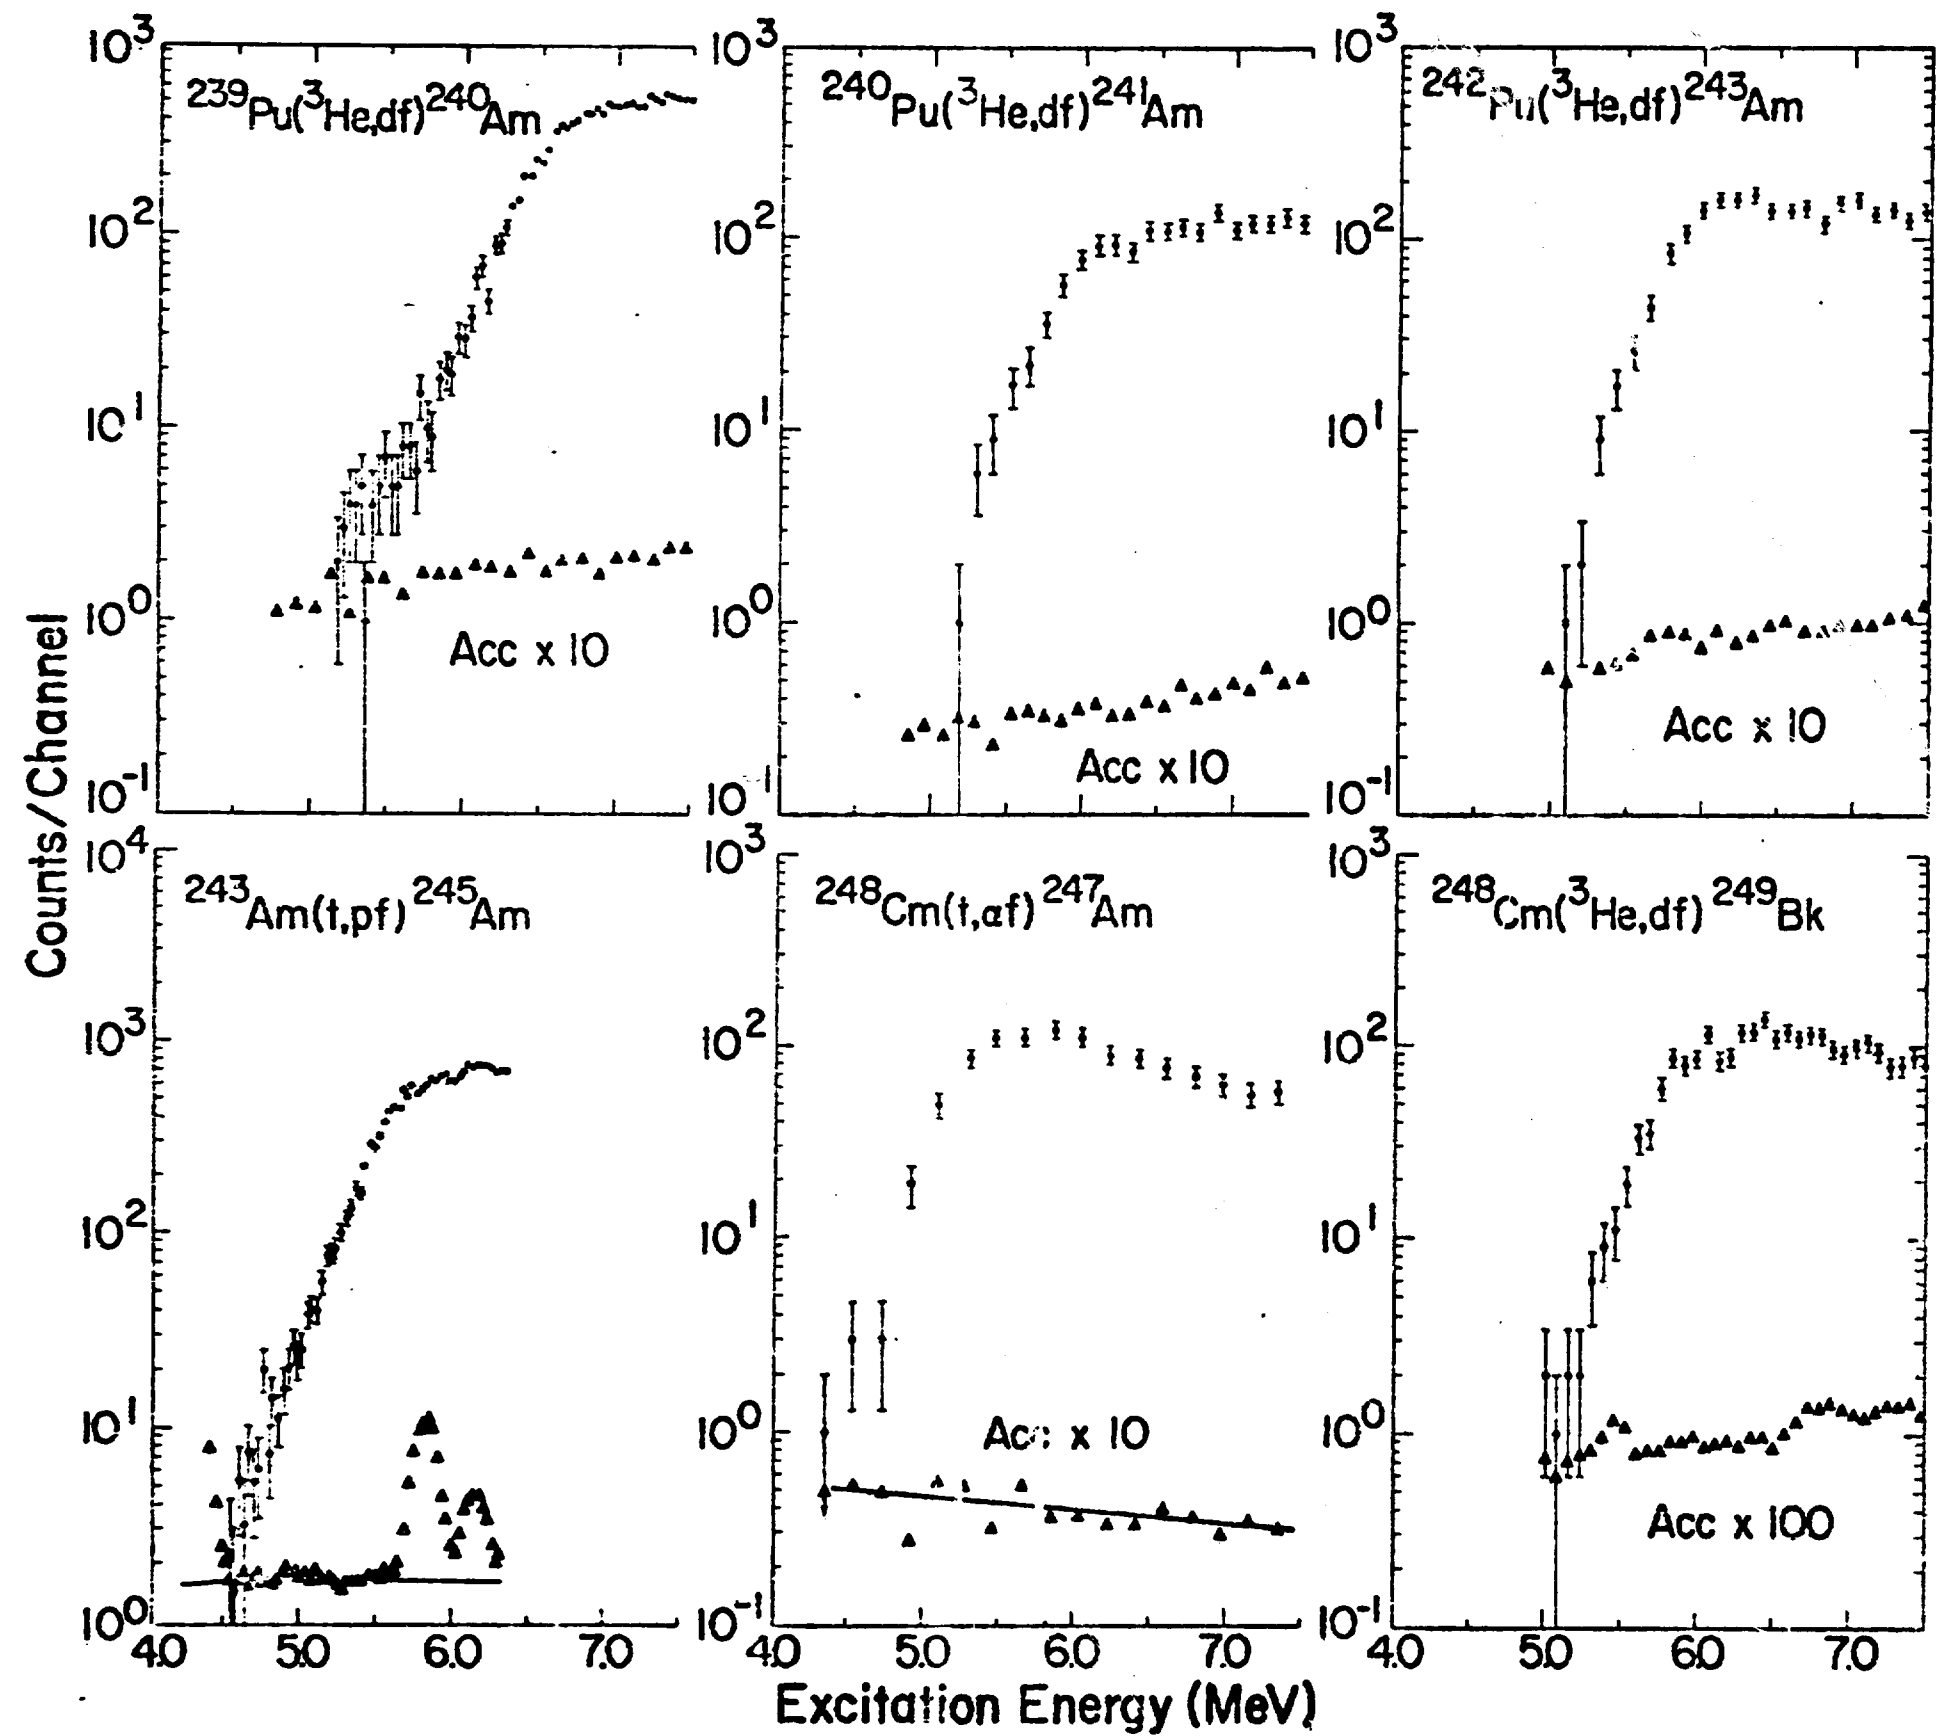 Counts/Channel
10³
10²
10¹
10⁰
10⁻¹
²³⁹Pu(³He,df)²⁴⁰Am
Acc x 10
10³
10²
10¹
10⁰
10⁻¹
²⁴⁰Pu(³He,df)²⁴¹Am
Acc x 10
10³
10²
10¹
10⁰
10⁻¹
²⁴²Pu(³He,df)²⁴³Am
Acc x 10
10⁴
10³
10²
10¹
10⁰
²⁴³Am(t,pf)²⁴⁵Am
4.0 5.0 6.0 7.0
10³
10²
10¹
10⁰
10⁻¹
²⁴⁸Cm(t,αf)²⁴⁷Am
Acc x 10
4.0 5.0 6.0 7.0
10³
10²
10¹
10⁰
10⁻¹
²⁴⁸Cm(³He,df)²⁴⁹Bk
Acc x 100
4.0 5.0 6.0 7.0
Excitation Energy (MeV)